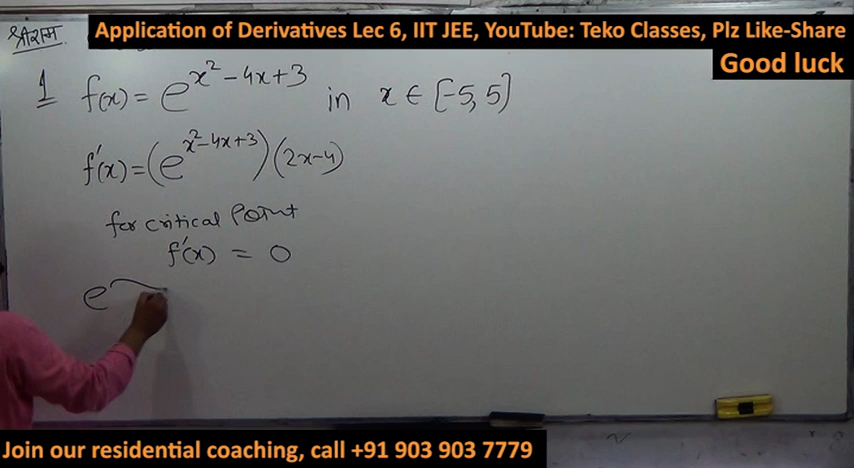 श्रीराम
Application of Derivatives Lec 6, IIT JEE, YouTube: Teko Classes, Plz Like-Share
Good luck
1 f(x) = e^{x²-4x+3} in x ∈ [-5, 5]
f'(x) = (e^{x²-4x+3})(2x-4)
for critical Point
f'(x) = 0
e
Join our residential coaching, call +91 903 903 7779